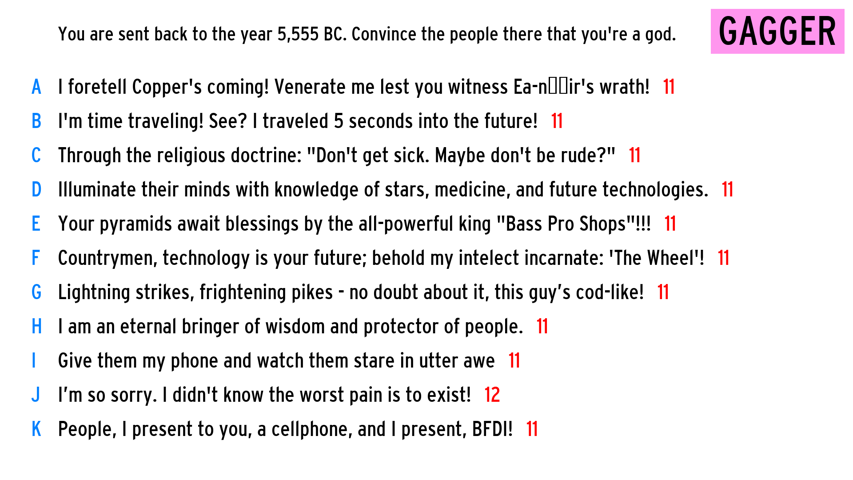 You are sent back to the year 5,555 BC. Convince the people there that you're a god.
GAGGER
A I foretell Copper's coming! Venerate me lest you witness Ea-n▯▯ir's wrath! 11
B I'm time traveling! See? I traveled 5 seconds into the future! 11
C Through the religious doctrine: "Don't get sick. Maybe don't be rude?" 11
D Illuminate their minds with knowledge of stars, medicine, and future technologies. 11
E Your pyramids await blessings by the all-powerful king "Bass Pro Shops"!!! 11
F Countrymen, technology is your future; behold my intelect incarnate: 'The Wheel'! 11
G Lightning strikes, frightening pikes - no doubt about it, this guy’s cod-like! 11
H I am an eternal bringer of wisdom and protector of people. 11
I Give them my phone and watch them stare in utter awe 11
J I’m so sorry. I didn't know the worst pain is to exist! 12
K People, I present to you, a cellphone, and I present, BFDI! 11